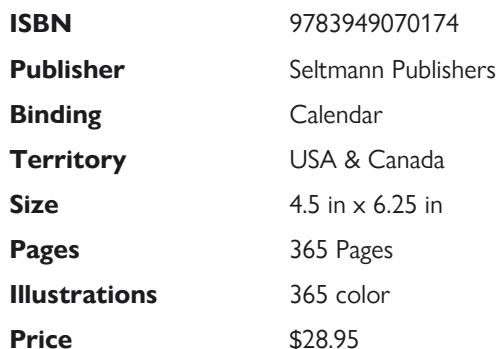 ISBN 9783949070174
Publisher Seltmann Publishers
Binding Calendar
Territory USA & Canada
Size 4.5 in x 6.25 in
Pages 365 Pages
Illustrations 365 color
Price $28.95